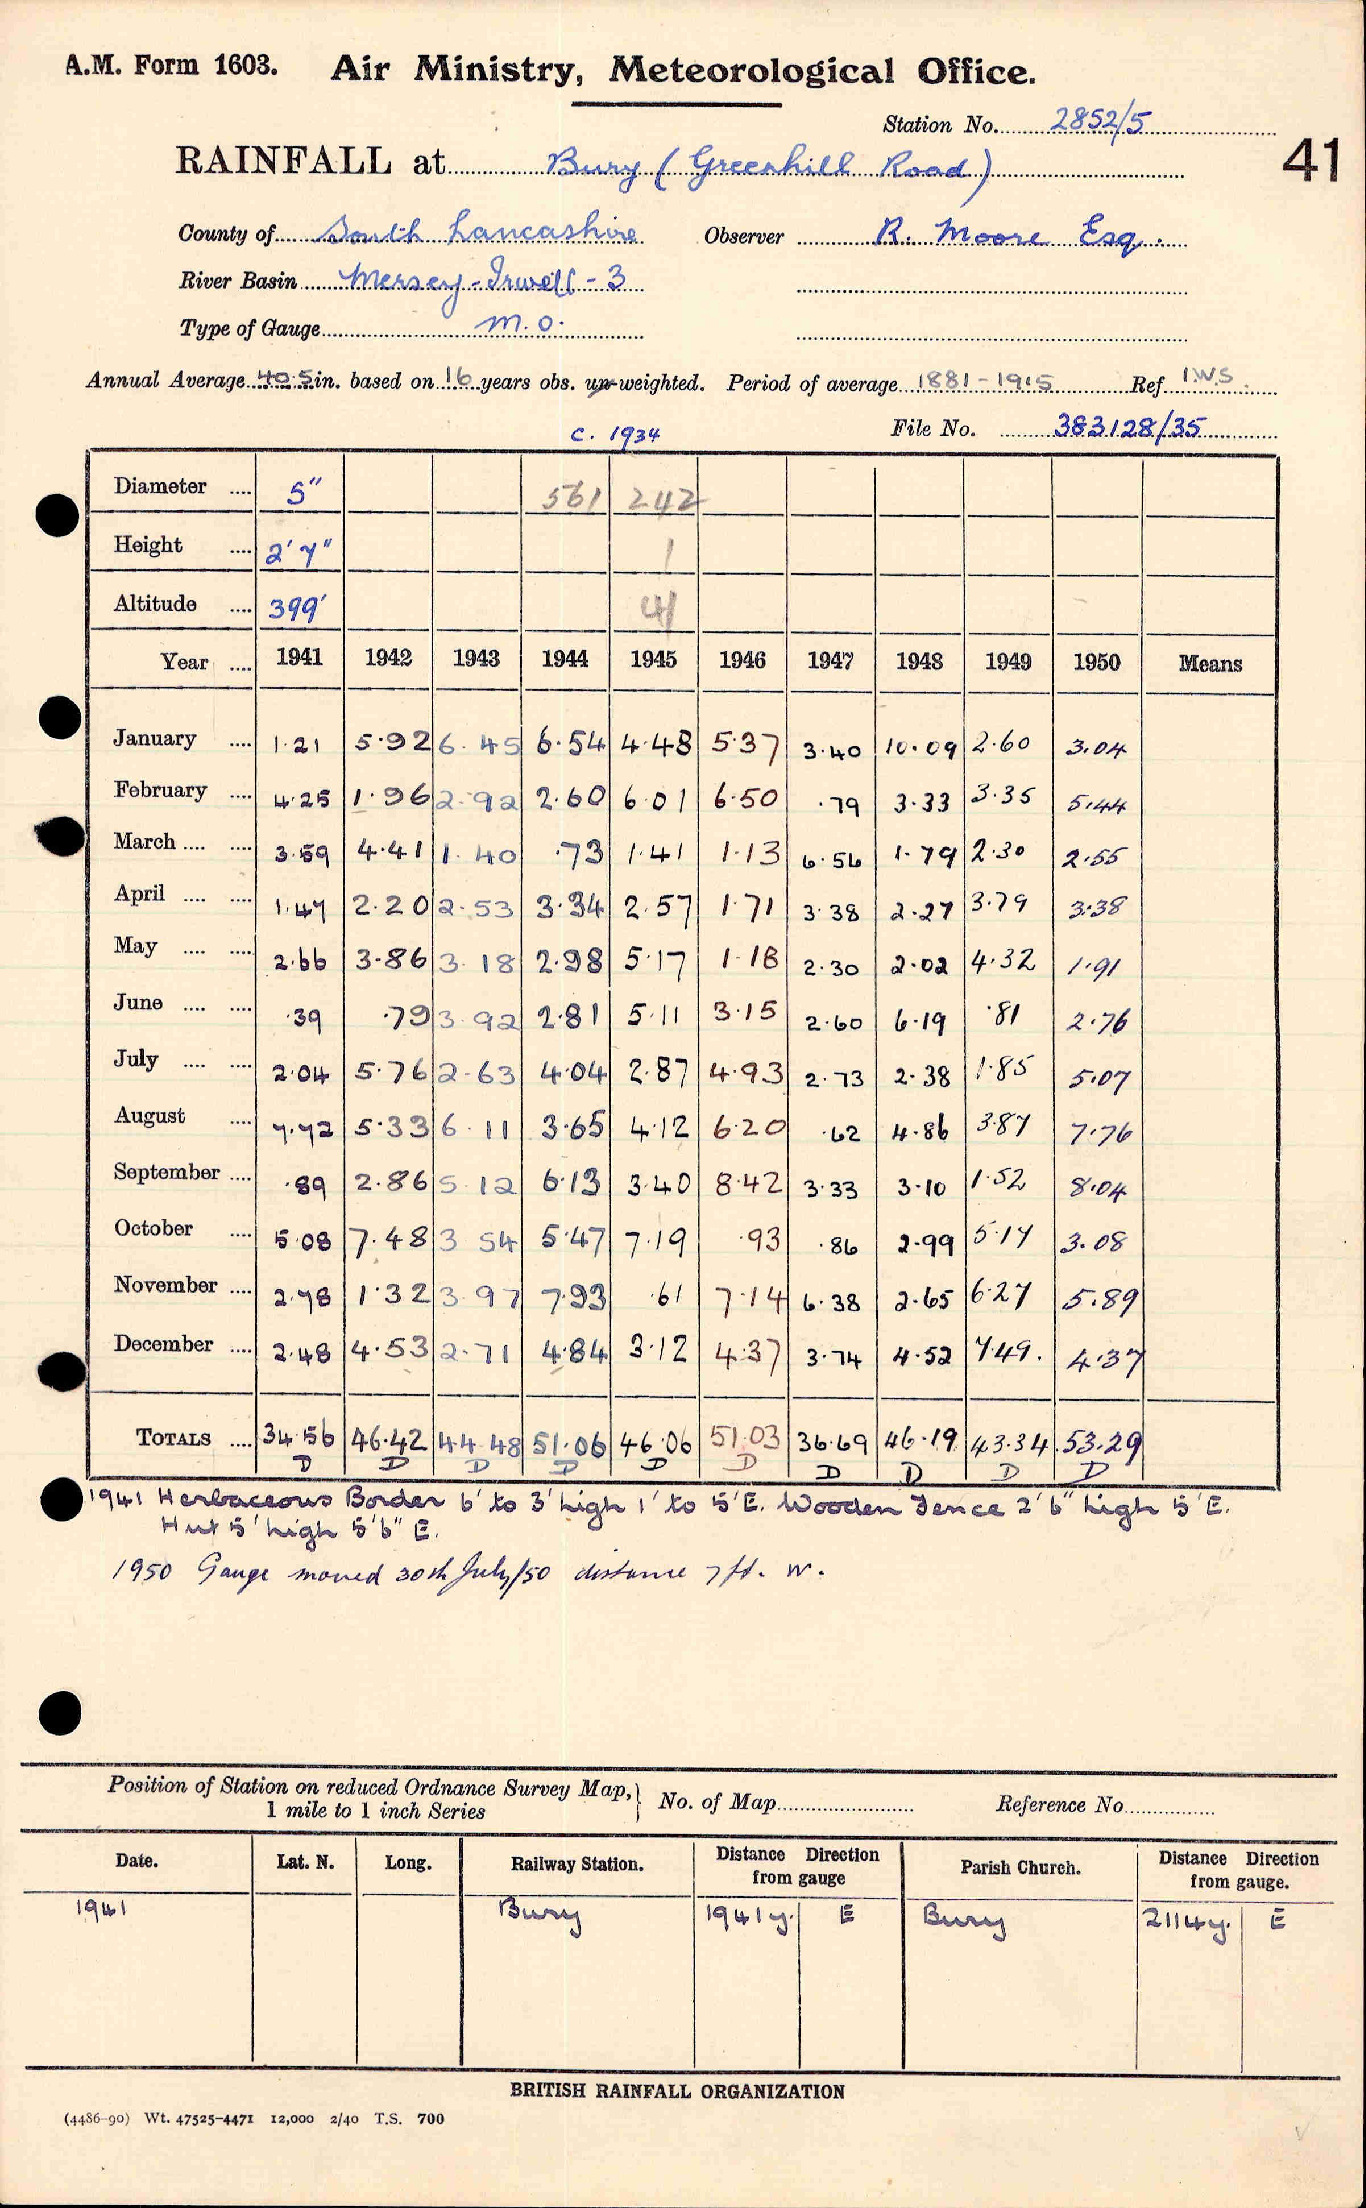 A.M. Form 1603. Air Ministry, Meteorological Office.
Station No. 2852/5
41
RAINFALL at Bury (Greenhill Road)
County of South Lancashire Observer R. Moore Esq.
River Basin Mersey-Irwell-3
Type of Gauge M.O.
Annual Average 40.5 in. based on 16 years obs. un-weighted. Period of average 1881-1915 Ref I.W.S.
c. 1934 File No. 383128/35
Diameter .... 5" 561 242
Height .... 2' 7" 1
Altitude .... 399' 41
Year .... 1941 1942 1943 1944 1945 1946 1947 1948 1949 1950 Means
January .... 1.21 5.92 6.45 6.54 4.48 5.37 3.40 10.09 2.60 3.04
February .... 4.25 1.96 2.92 2.60 6.01 6.50 .79 3.33 3.35 5.44
March .... .... 3.59 4.41 1.40 .73 1.41 1.13 6.56 1.79 2.30 2.55
April .... .... 1.47 2.20 2.53 3.34 2.57 1.71 3.38 2.27 3.79 3.38
May .... .... 2.66 3.86 3.18 2.98 5.17 1.18 2.30 2.02 4.32 1.91
June .... .... .39 .79 3.92 2.81 5.11 3.15 2.60 6.19 .81 2.76
July .... .... 2.04 5.76 2.63 4.04 2.87 4.93 2.73 2.38 1.85 5.07
August .... 7.72 5.33 6.11 3.65 4.12 6.20 .62 4.86 3.87 7.76
September .... .89 2.86 5.12 6.13 3.40 8.42 3.33 3.10 1.52 8.04
October .... 5.08 7.48 3 54 5.47 7.19 .93 .86 2.99 5.17 3.08
November .... 2.78 1.32 3.97 7.93 .61 7.14 6.38 2.65 6.27 5.89
December .... 2.48 4.53 2.71 4.84 3.12 4.37 3.74 4.52 7.49. 4.37
TOTALS .... 34.56 46.42 44.48 51.06 46.06 51.03 36.69 46.19 43.34 53.29
D D D D D D D D D D
1941 Herbaceous Border 6' to 3' high 1' to 5' E. Wooden Fence 2' 6" high 5' E.
Hut 5' high 5'6" E.
1950 Gauge moved 30th July/50 distance 7ft. W.
Position of Station on reduced Ordnance Survey Map, } No. of Map Reference No
1 mile to 1 inch Series
Date. Lat. N. Long. Railway Station. Distance from gauge Direction Parish Church. Distance from gauge. Direction
1941 Bury 1941y. E Bury 2114y. E
BRITISH RAINFALL ORGANIZATION
(4486-90) Wt. 47525-4471 12,000 2/40 T.S. 700